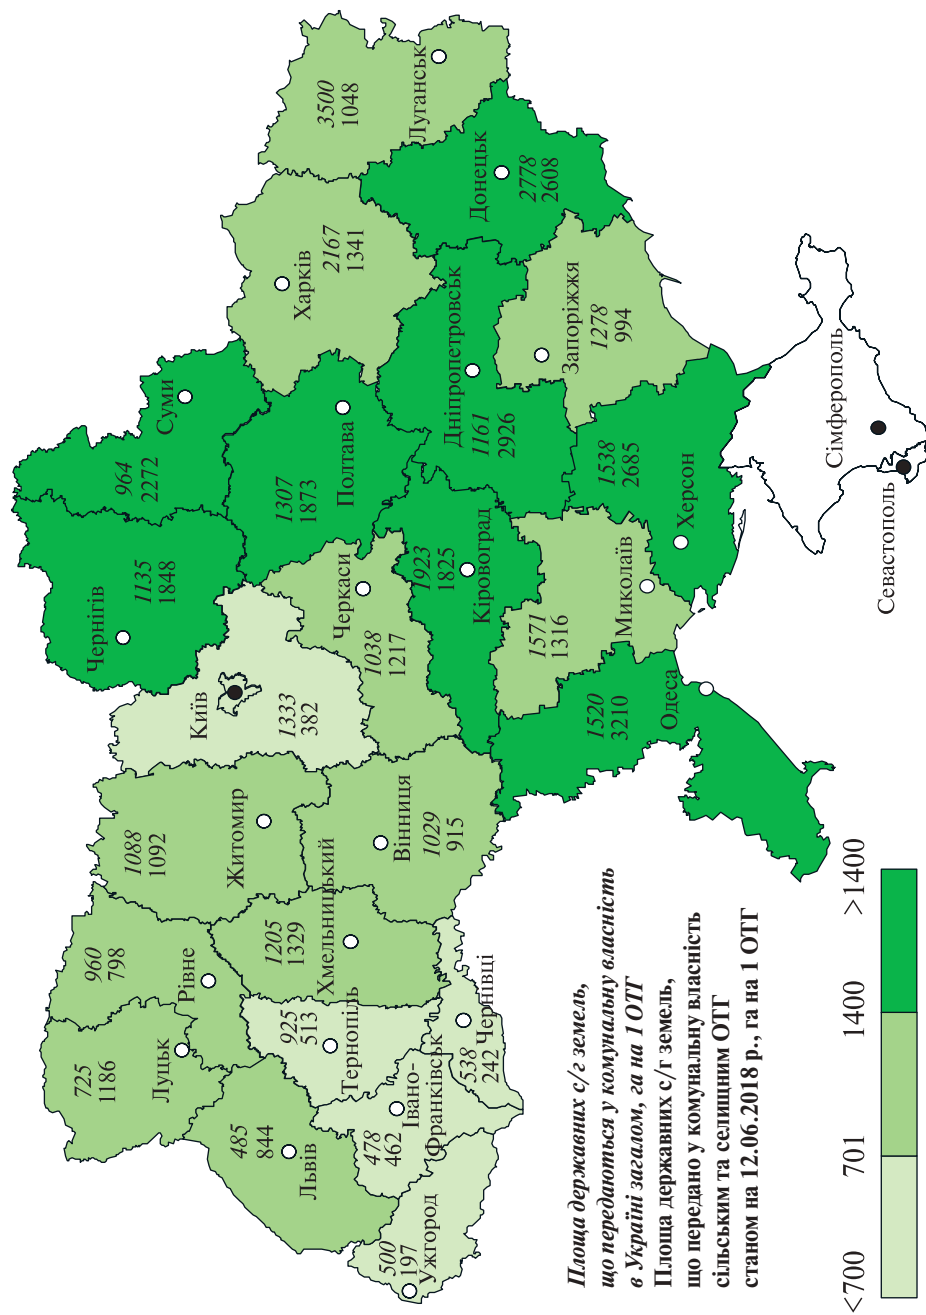 Чернігів
1135
1848
Суми
964
2272
Луцьк
725
1186
Рівне
960
798
Житомир
1088
1092
Київ
1333
382
Харків
2167
1341
Луганськ
3500
1048
Полтава
1307
1873
Черкаси
1038
1217
Львів
485
844
Тернопіль
925
513
Хмельницький
1205
1329
Вінниця
1029
915
Ужгород
500
197
Івано-
Франківськ
478
462
Чернівці
538
242
Кіровоград
1923
1825
Дніпропетровськ
1161
2926
Донецьк
2778
2608
Запоріжжя
1278
994
Миколаїв
1571
1316
Одеса
1520
3210
Херсон
1538
2685
Сімферополь
Севастополь
Площа державних с/г земель,
що передаються у комунальну власність
в Україні загалом, га на 1 ОТГ
Площа державних с/г земель,
що передано у комунальну власність
сільським та селищним ОТГ
станом на 12.06.2018 р., га на 1 ОТГ
<700 701 1400 >1400